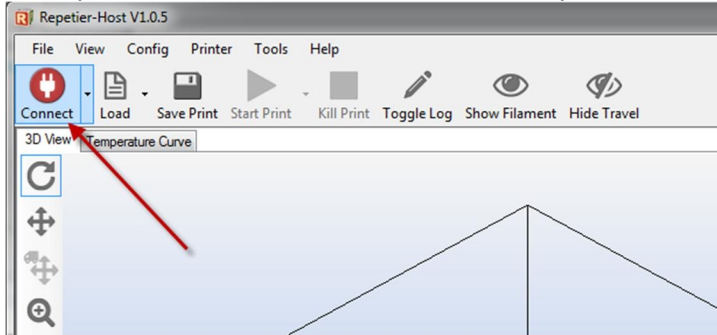 Repetier-Host V1.0.5
File View Config Printer Tools Help
Connect Load Save Print Start Print Kill Print Toggle Log Show Filament Hide Travel
3D View Temperature Curve